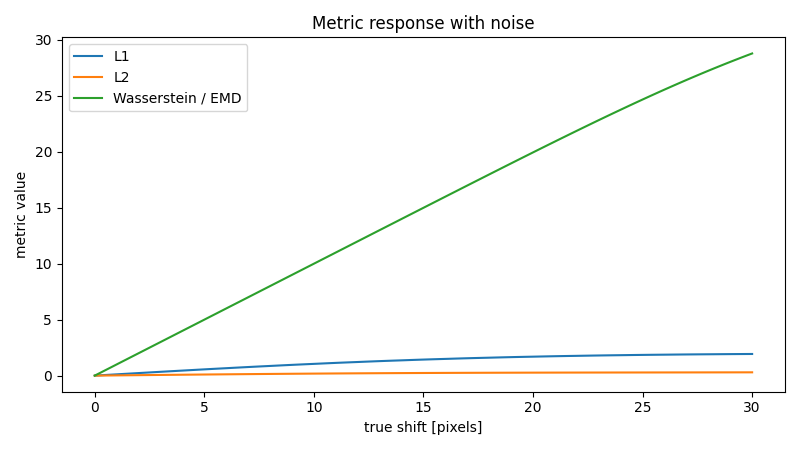 Metric response with noise
L1
L2
Wasserstein / EMD
metric value
30
25
20
15
10
5
0
0 5 10 15 20 25 30
true shift [pixels]